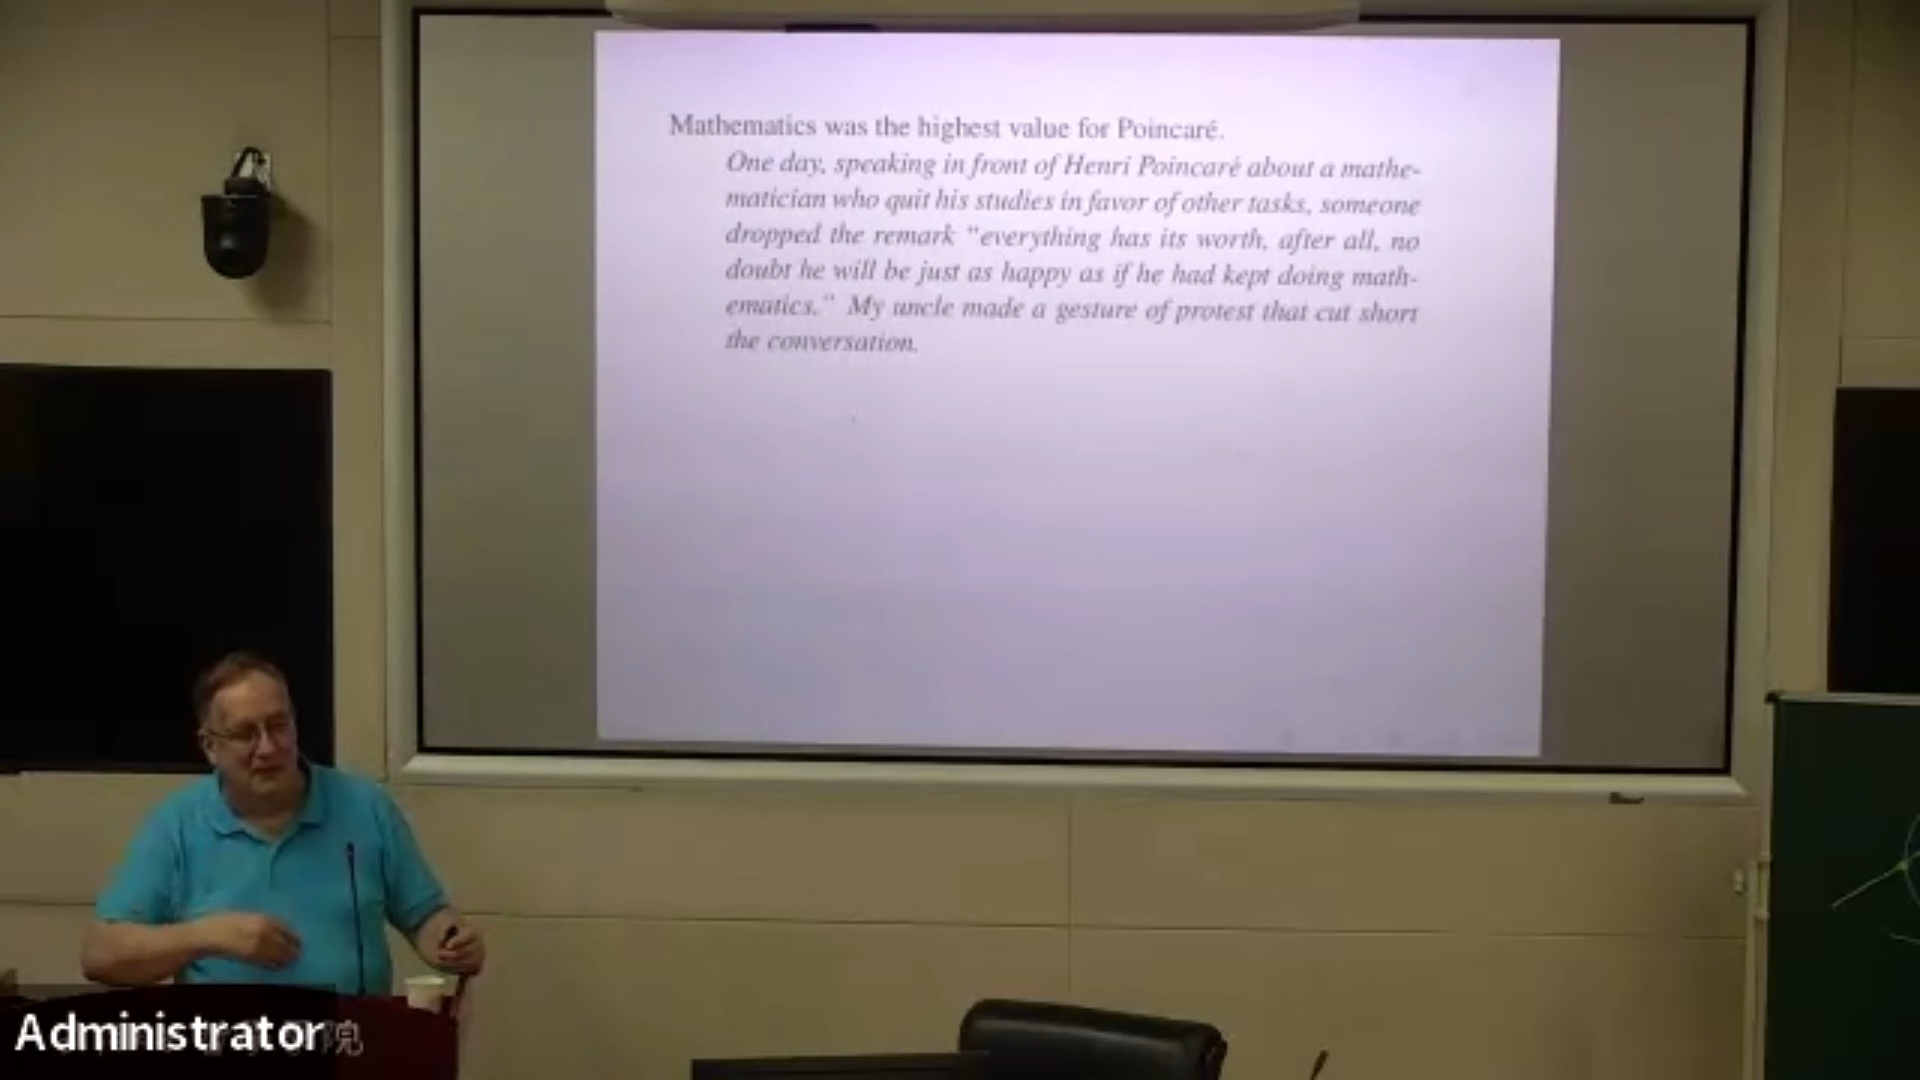 Mathematics was the highest value for Poincaré.
One day, speaking in front of Henri Poincaré about a mathe-
matician who quit his studies in favor of other tasks, someone
dropped the remark "everything has its worth, after all, no
doubt he will be just as happy as if he had kept doing math-
ematics." My uncle made a gesture of protest that cut short
the conversation.
Administrator
院